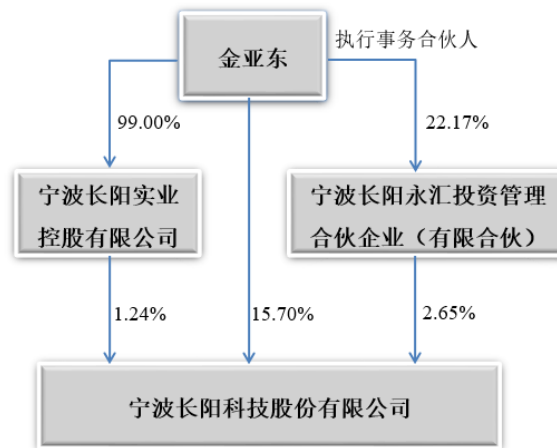 金亚东
执行事务合伙人
99.00%
22.17%
宁波长阳实业
控股有限公司
宁波长阳永汇投资管理
合伙企业（有限合伙）
1.24%
15.70%
2.65%
宁波长阳科技股份有限公司